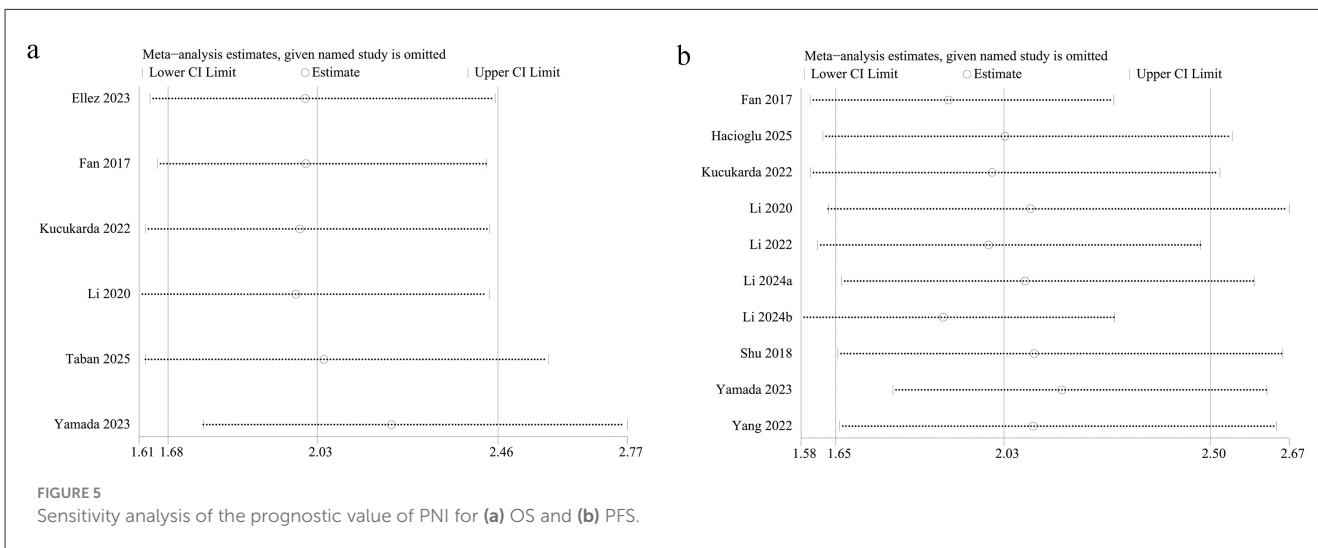 a
Meta−analysis estimates, given named study is omitted
Lower CI Limit Estimate Upper CI Limit
Ellez 2023
Fan 2017
Kucukarda 2022
Li 2020
Taban 2025
Yamada 2023
1.61 1.68 2.03 2.46 2.77
b
Meta−analysis estimates, given named study is omitted
Lower CI Limit Estimate Upper CI Limit
Fan 2017
Hacioglu 2025
Kucukarda 2022
Li 2020
Li 2022
Li 2024a
Li 2024b
Shu 2018
Yamada 2023
Yang 2022
1.58 1.65 2.03 2.50 2.67
FIGURE 5
Sensitivity analysis of the prognostic value of PNI for (a) OS and (b) PFS.